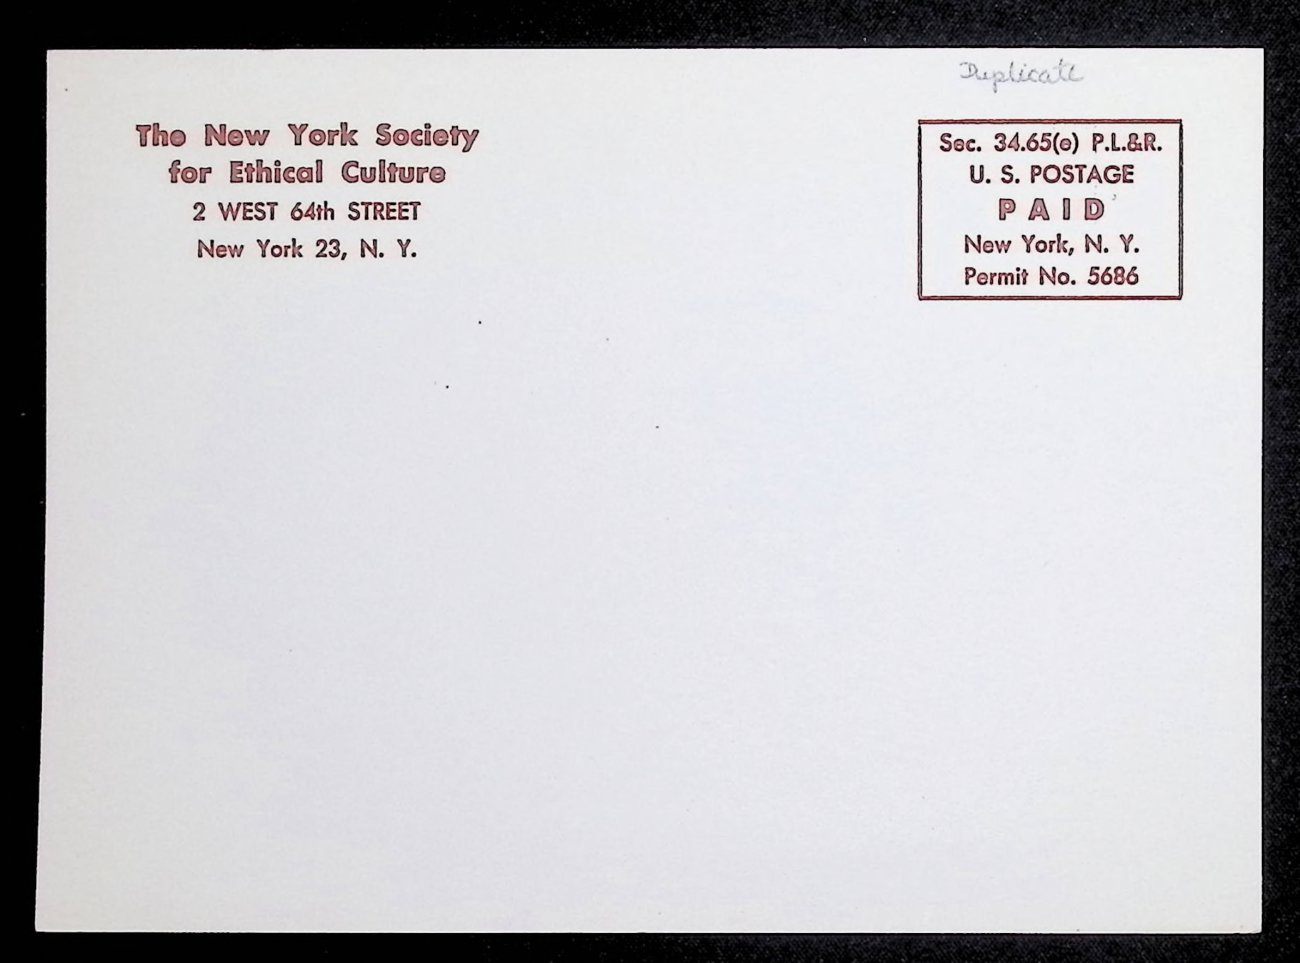 Duplicate
The New York Society
for Ethical Culture
2 WEST 64th STREET
New York 23, N. Y.
Sec. 34.65(e) P.L.&R.
U. S. POSTAGE
PAID
New York, N. Y.
Permit No. 5686